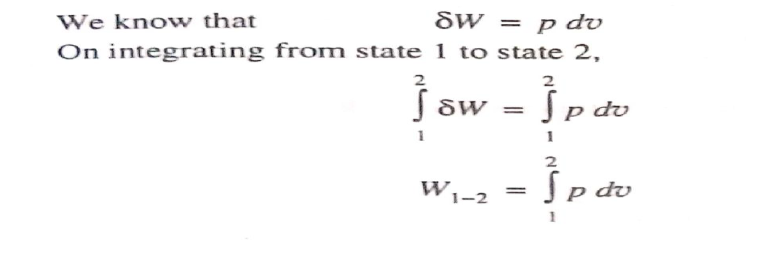 We know that δW = p dv
On integrating from state 1 to state 2,
∫₁² δW = ∫₁² p dv
W₁₋₂ = ∫₁² p dv